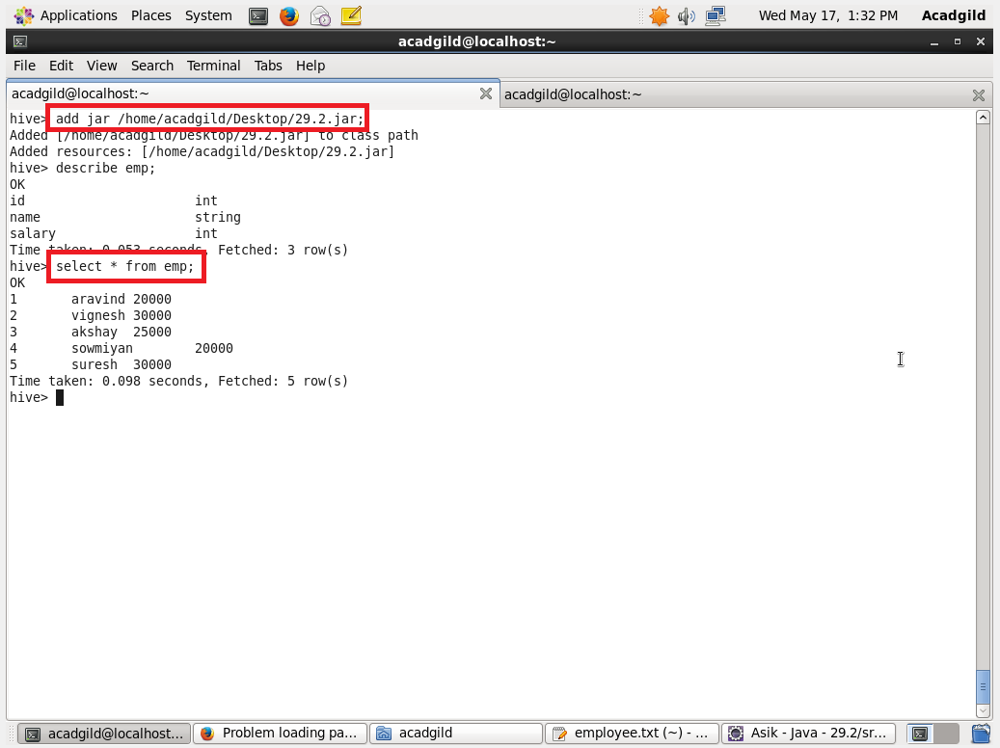 Applications Places System Wed May 17, 1:32 PM Acadgild
acadgild@localhost:~
File Edit View Search Terminal Tabs Help
acadgild@localhost:~ acadgild@localhost:~
hive> add jar /home/acadgild/Desktop/29.2.jar;
Added [/home/acadgild/Desktop/29.2.jar] to class path
Added resources: [/home/acadgild/Desktop/29.2.jar]
hive> describe emp;
OK
id int
name string
salary int
Time taken: 0.053 seconds, Fetched: 3 row(s)
hive> select * from emp;
OK
1 aravind 20000
2 vignesh 30000
3 akshay 25000
4 sowmiyan 20000
5 suresh 30000
Time taken: 0.098 seconds, Fetched: 5 row(s)
hive>
acadgild@localhost... Problem loading pa... acadgild employee.txt (~) - ... Asik - Java - 29.2/sr...